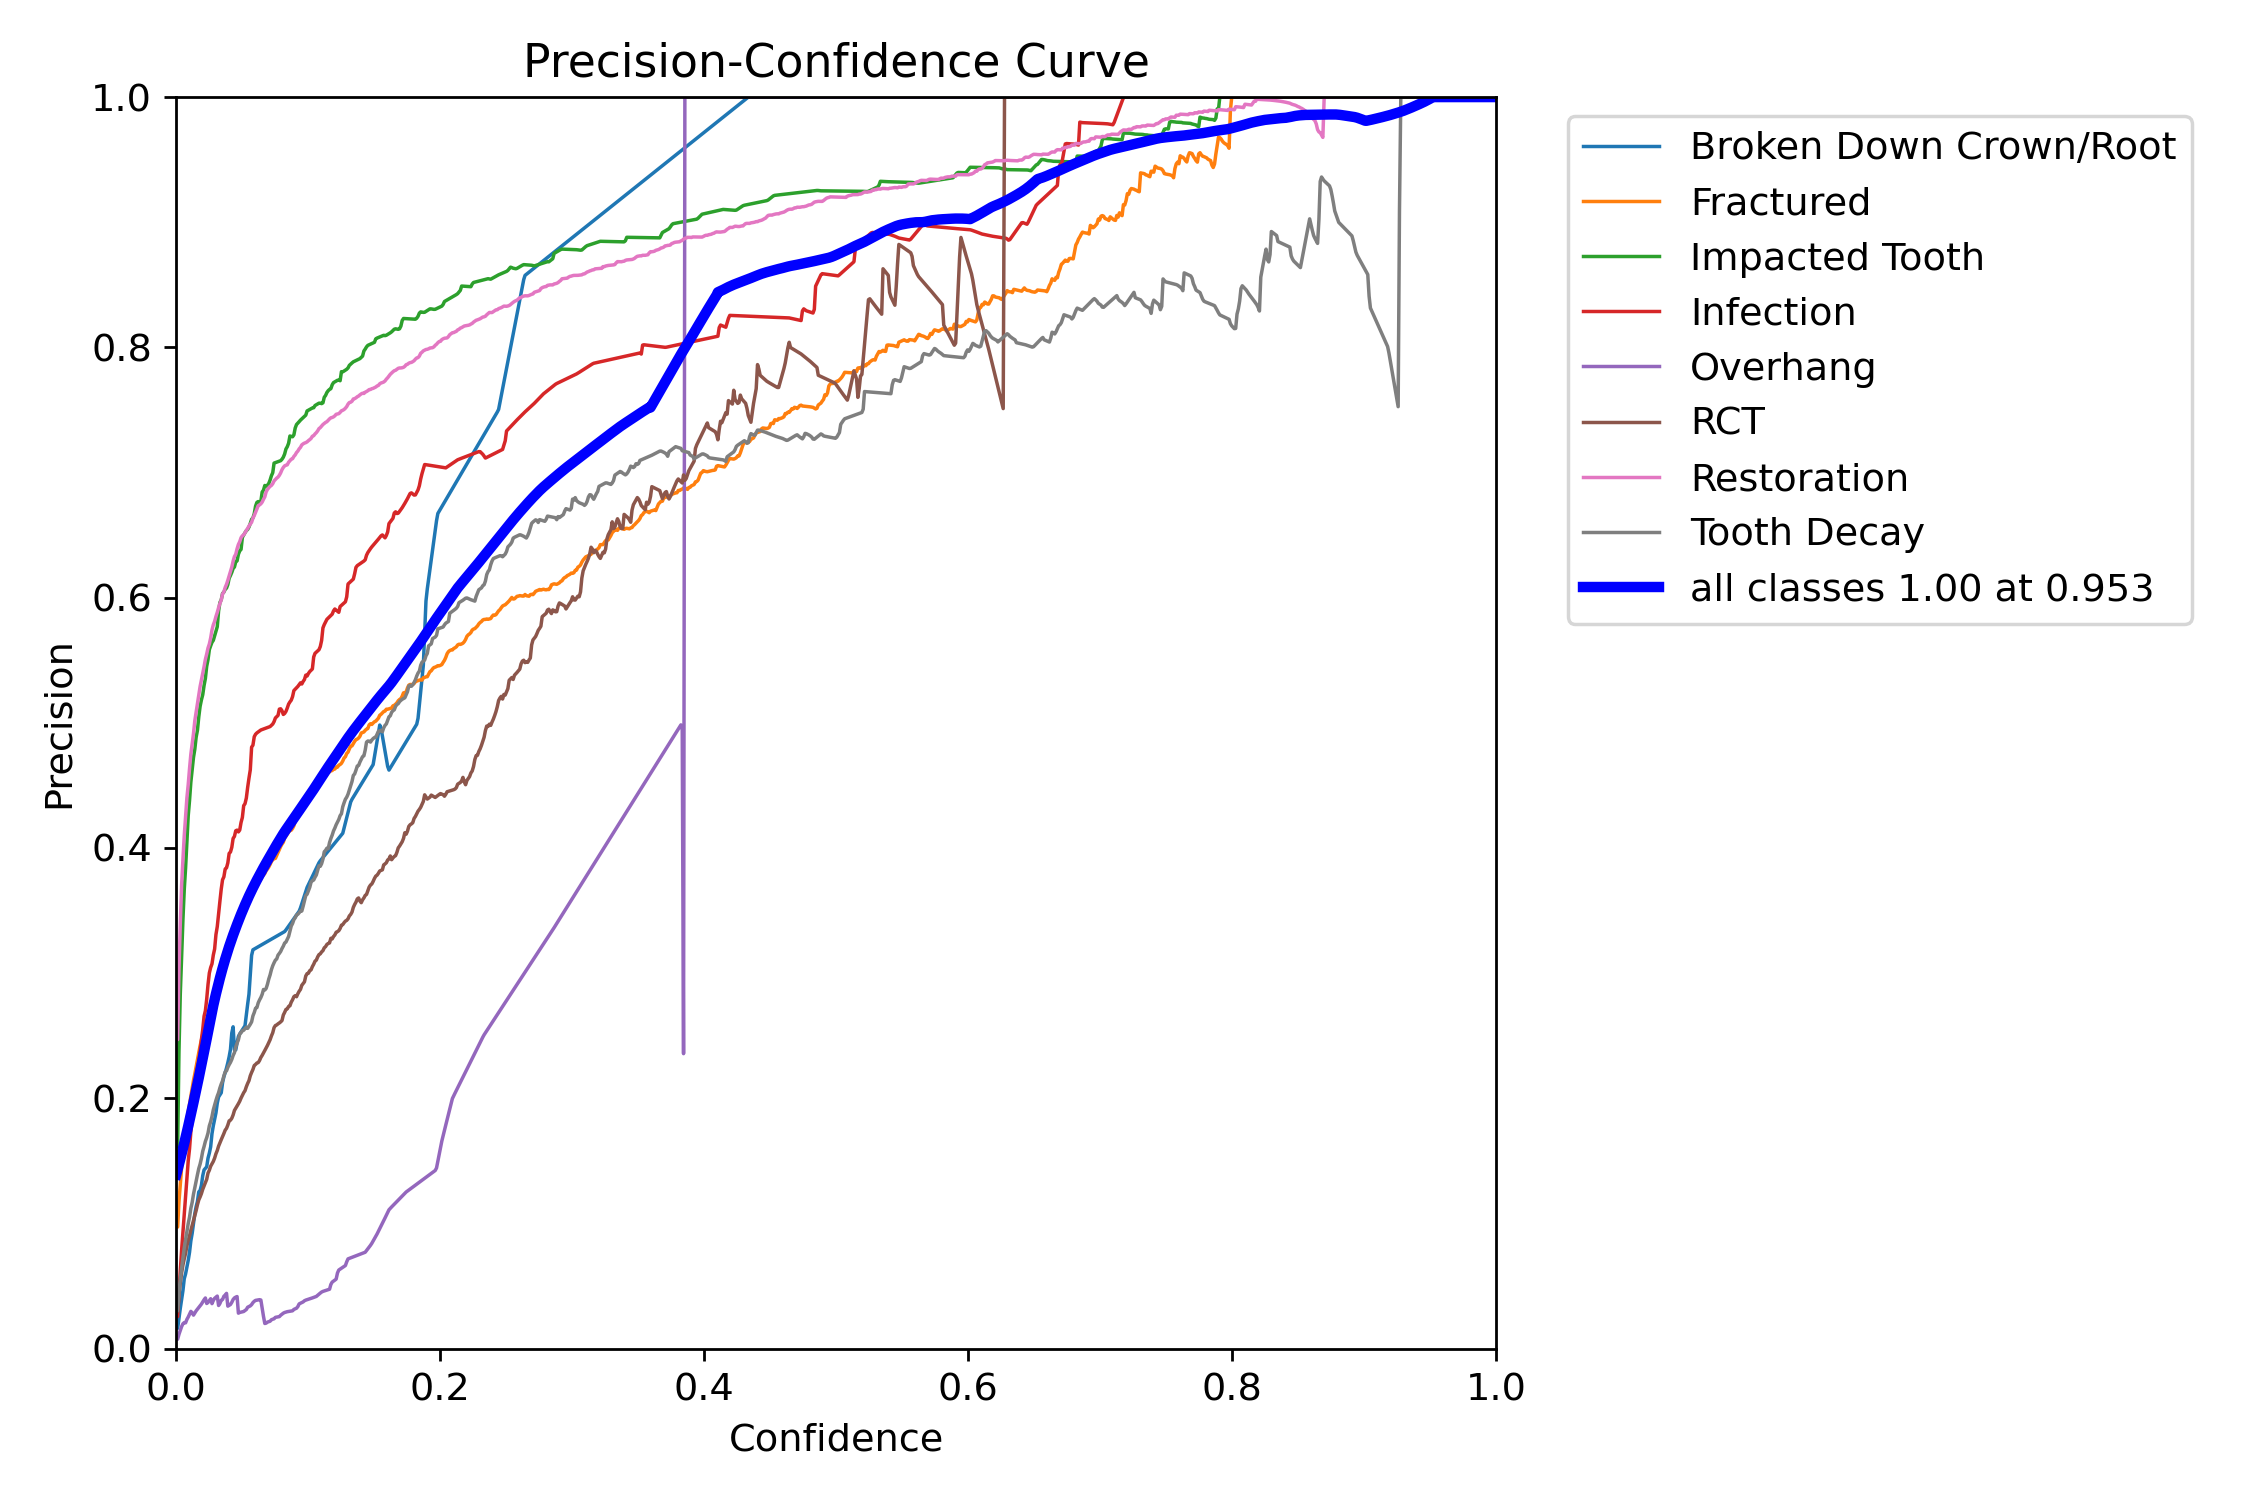 Precision-Confidence Curve
1.0
0.8
0.6
0.4
0.2
0.0
Precision
0.0 0.2 0.4 0.6 0.8 1.0
Confidence
Broken Down Crown/Root
Fractured
Impacted Tooth
Infection
Overhang
RCT
Restoration
Tooth Decay
all classes 1.00 at 0.953